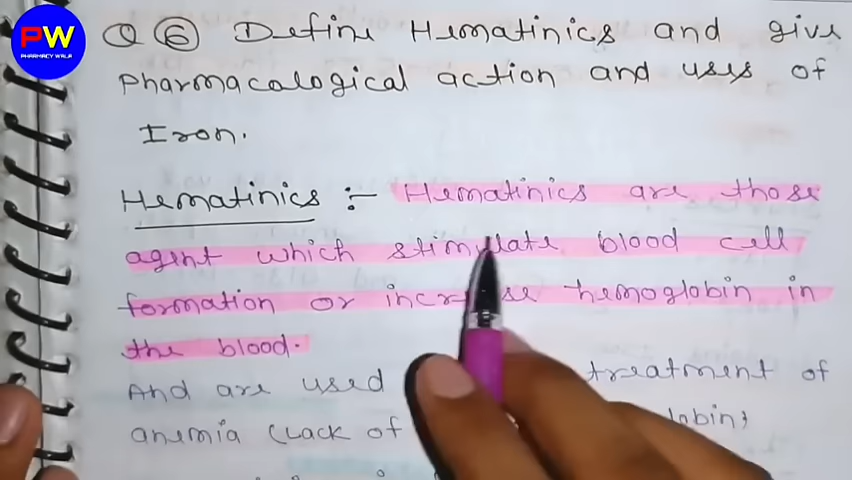 PW
PHARMACY WALA
Q 6 Define Hematinics and give
pharmacological action and uses of
Iron.
Hematinics :- Hematinics are those
agent which stimulate blood cell
formation or increase hemoglobin in
the blood.
And are used treatment of
anemia (Lack of